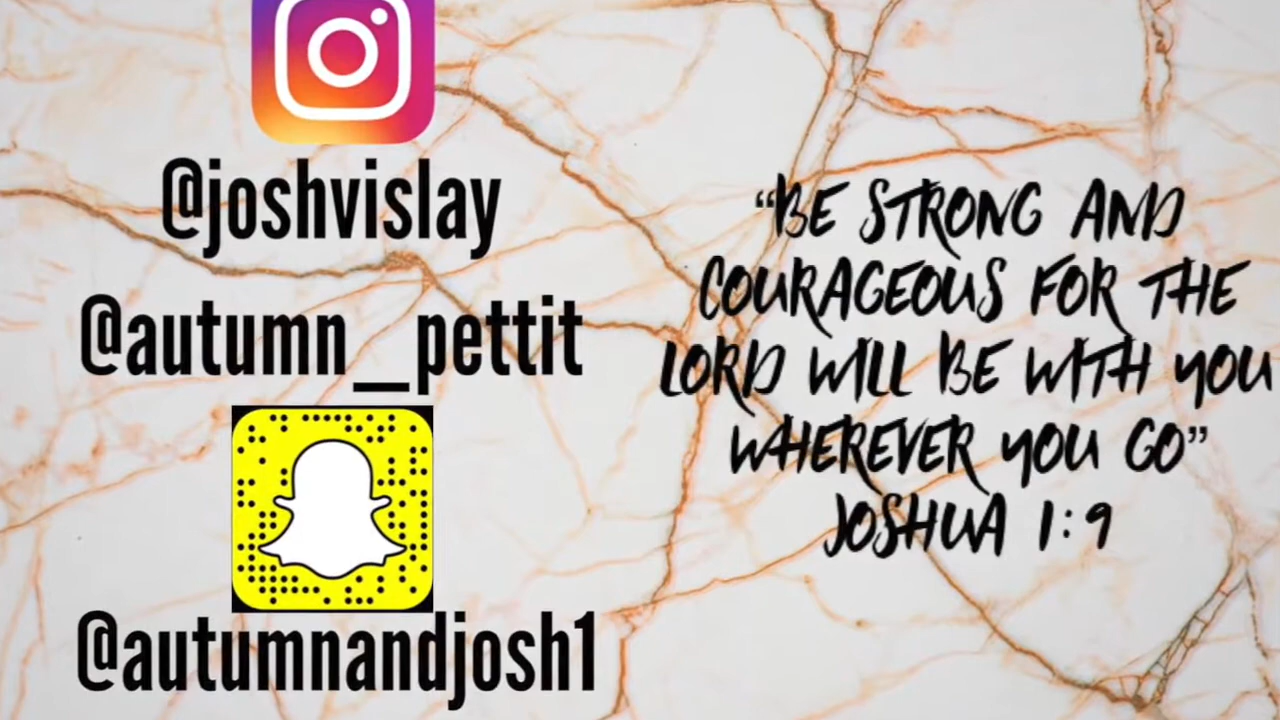 @joshvislay
@autumn_pettit
@autumnandjosh1
“BE STRONG AND
COURAGEOUS FOR THE
LORD WILL BE WITH YOU
WHEREVER YOU GO”
JOSHUA 1:9